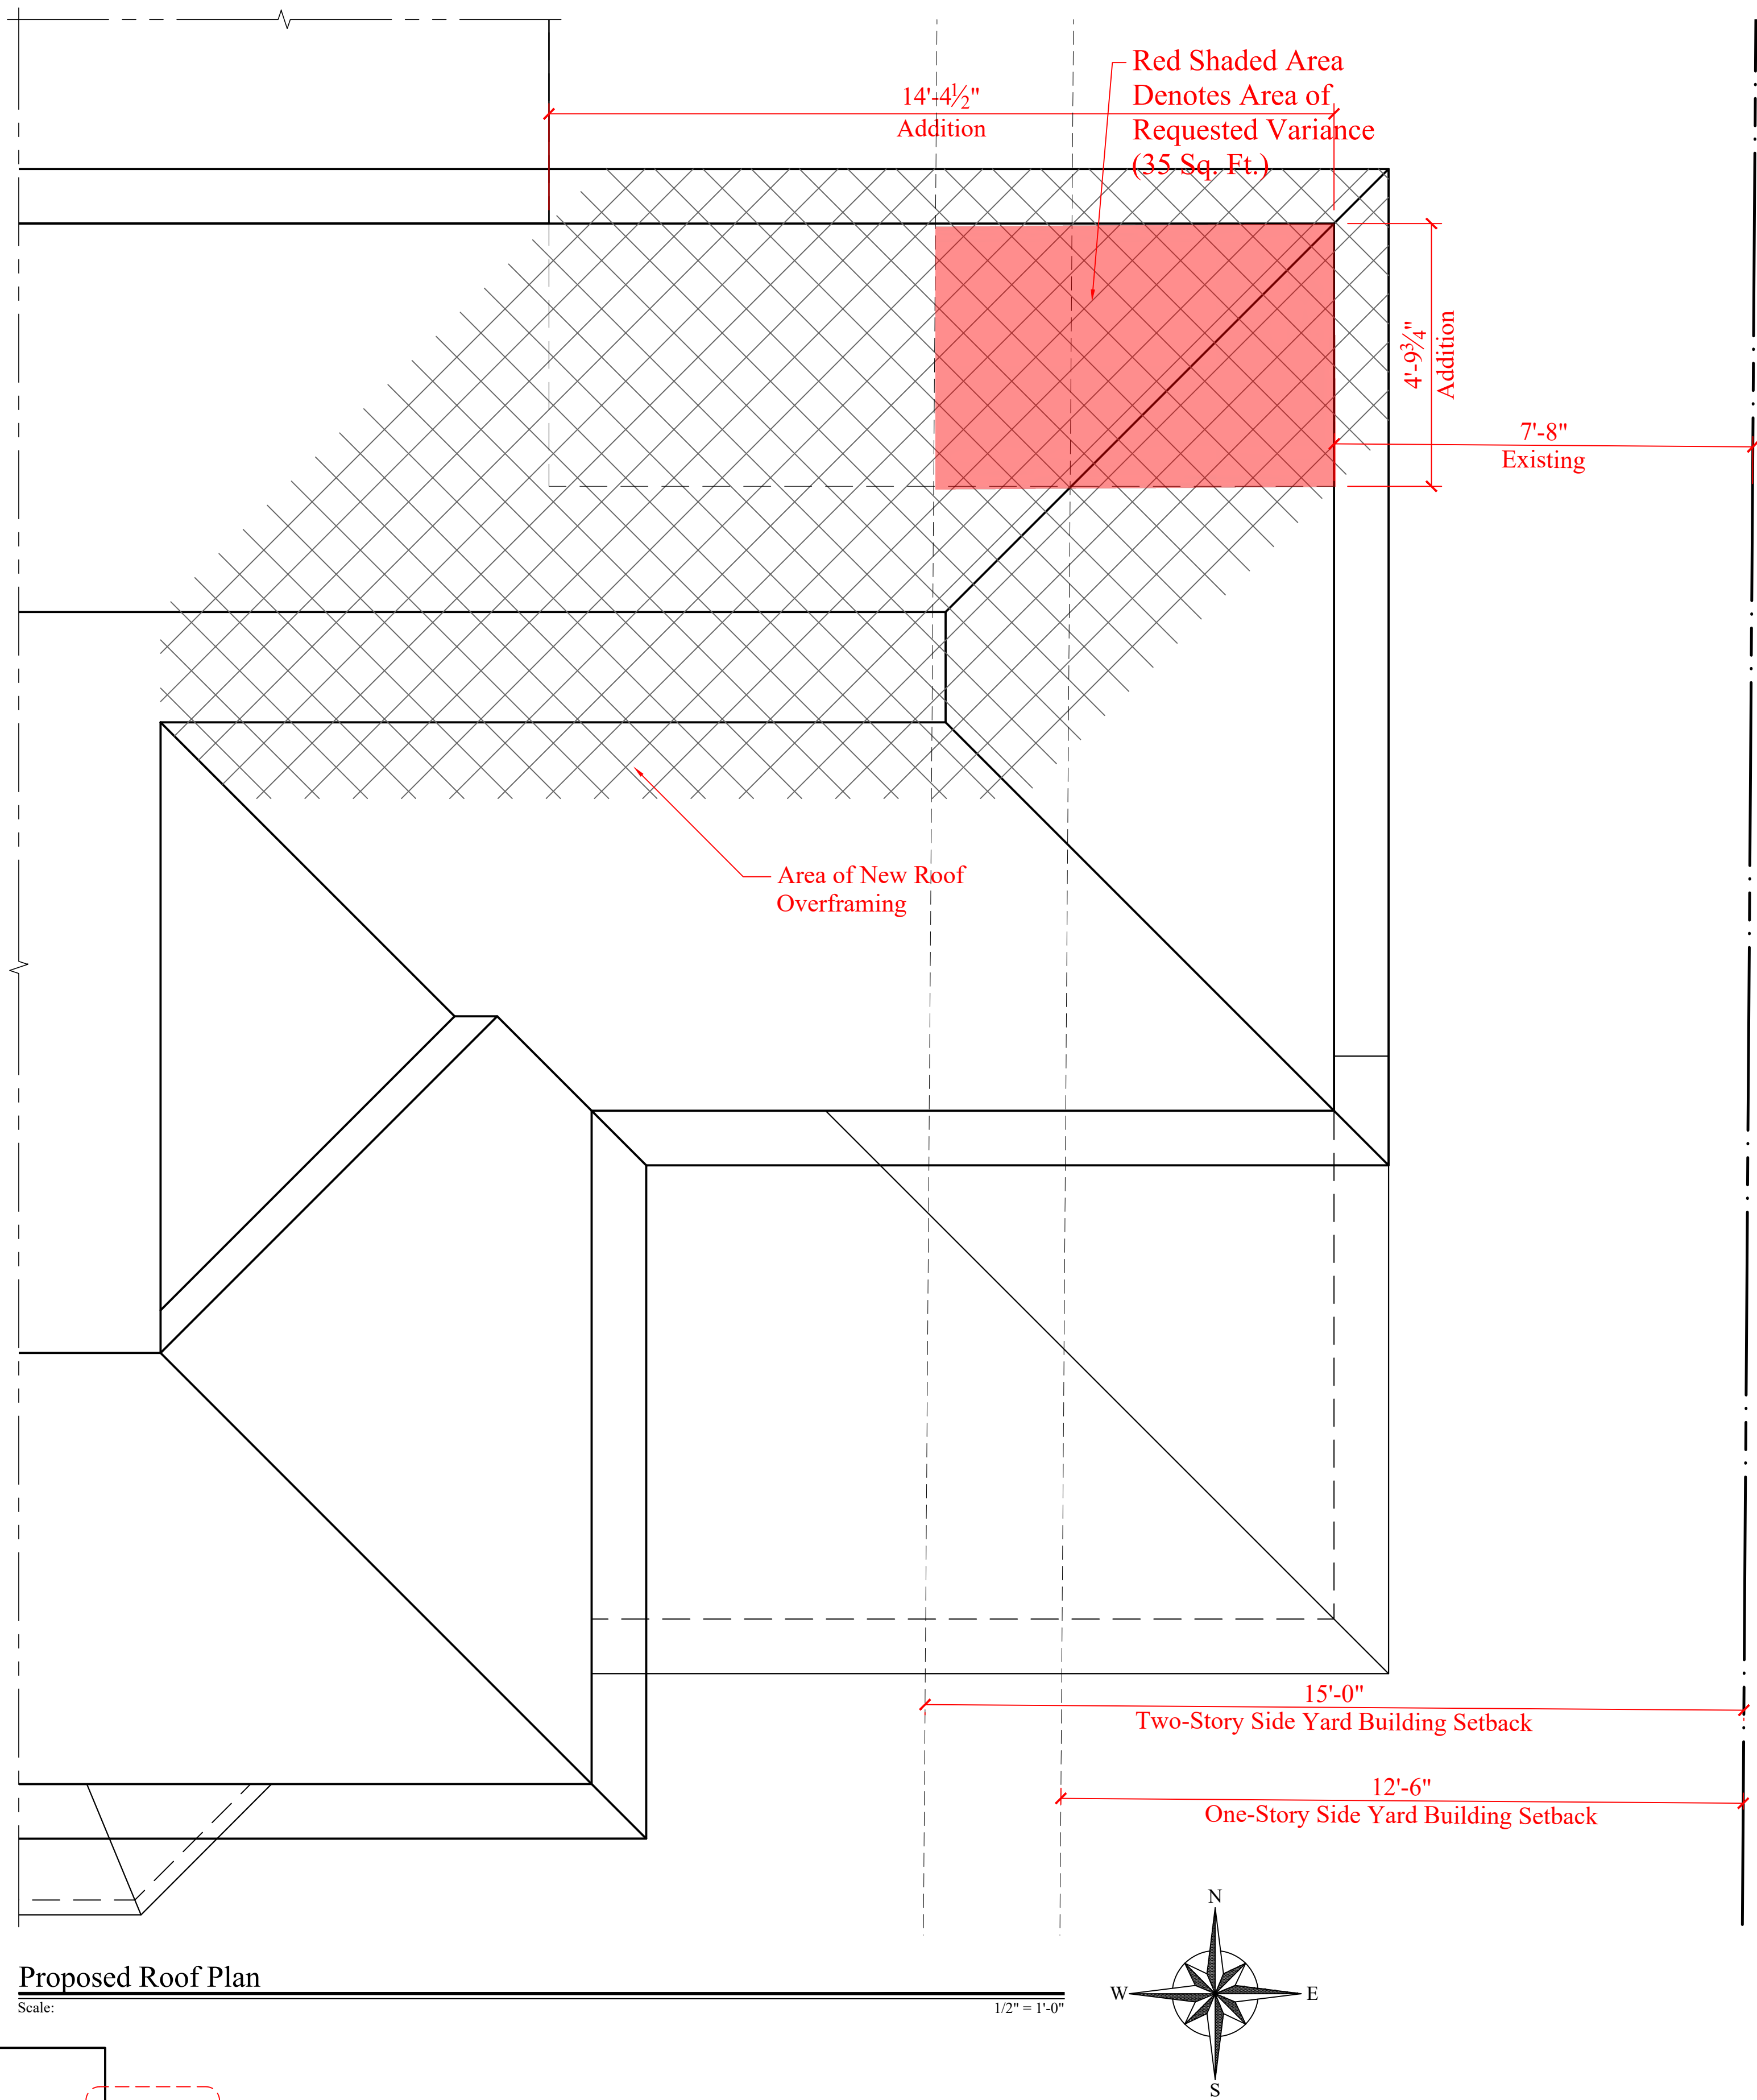 Red Shaded Area
Denotes Area of
Requested Variance
(35 Sq. Ft.)
14'-4½"
Addition
4'-9¾"
Addition
7'-8"
Existing
Area of New Roof
Overframing
15'-0"
Two-Story Side Yard Building Setback
12'-6"
One-Story Side Yard Building Setback
N
W
E
S
Proposed Roof Plan
Scale:
1/2" = 1'-0"